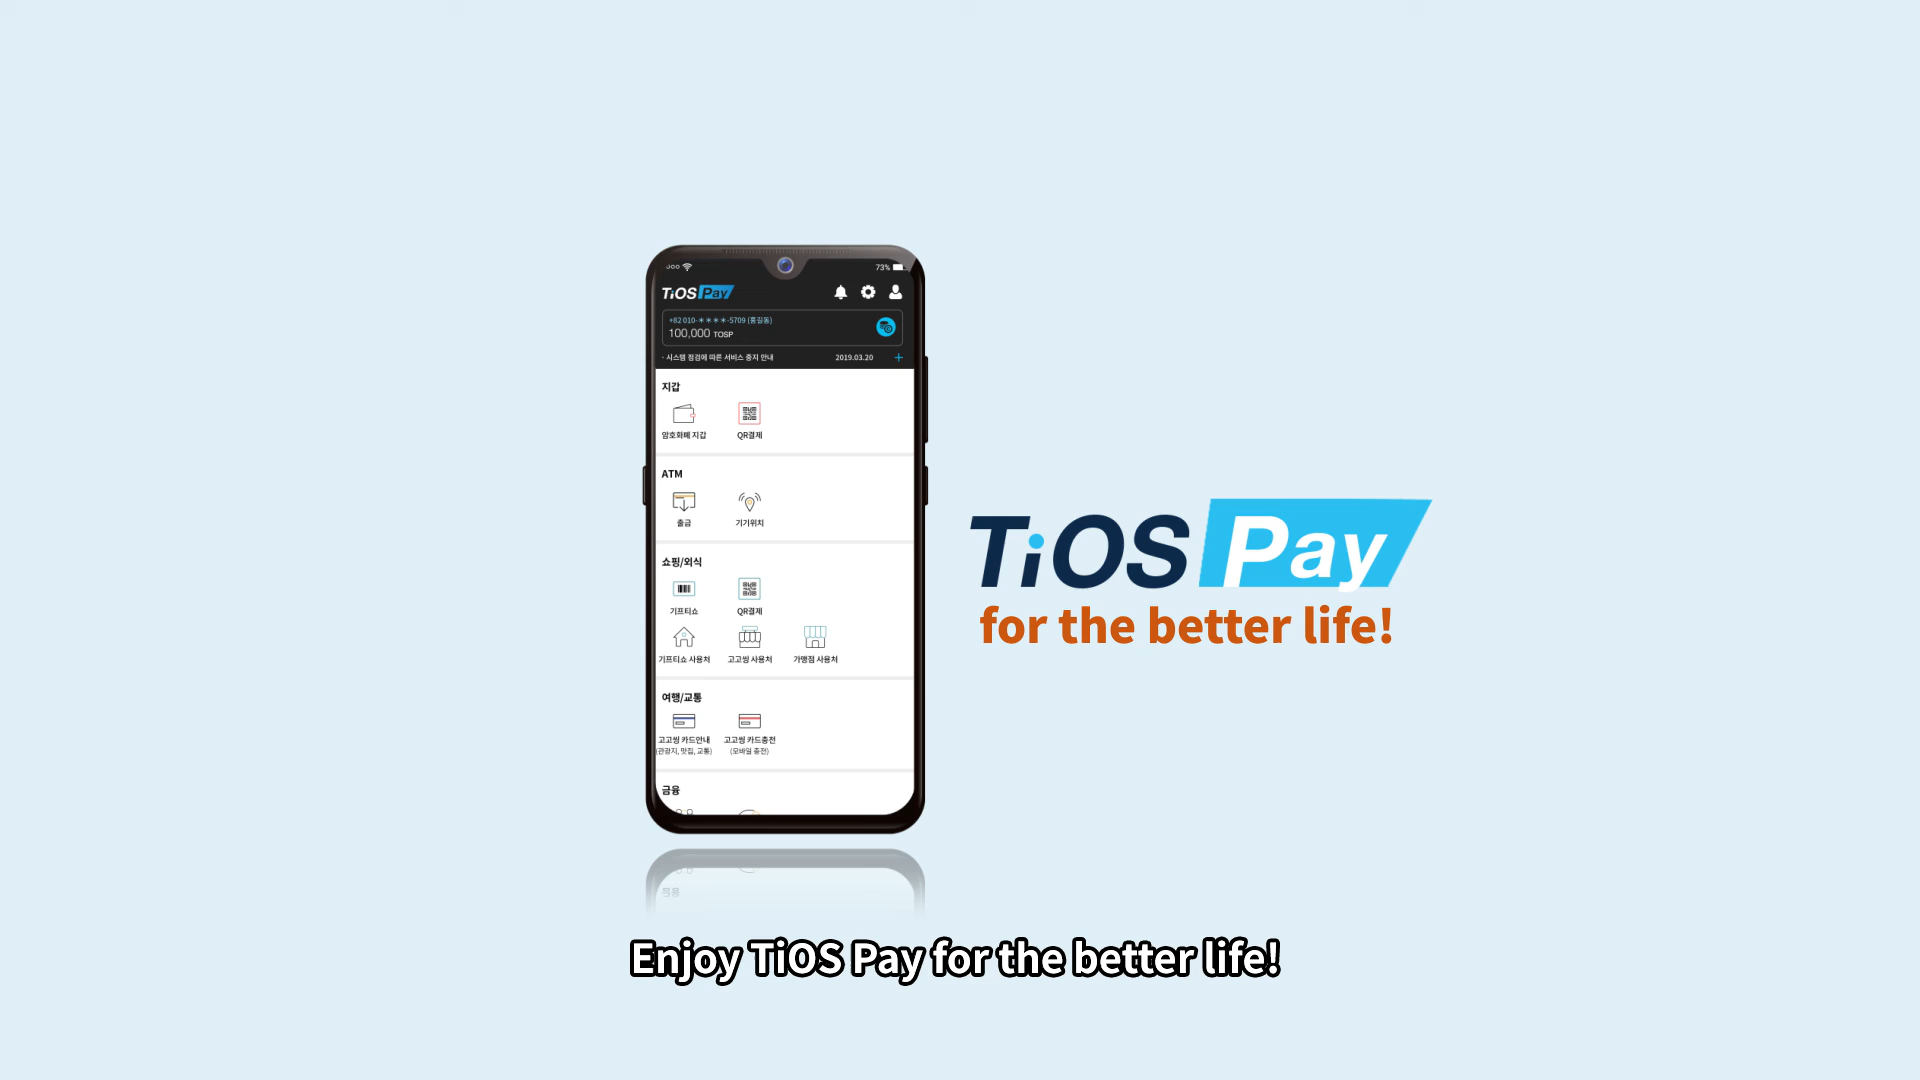 73%
TiOS Pay
+82 010-****-5709 (홍길동)
100,000 TOSP
· 시스템 점검에 따른 서비스 중지 안내 2019.03.20 +
지갑
암호화폐 지갑 QR결제
ATM
출금 기기위치
쇼핑/외식
기프티쇼 QR결제
기프티쇼 사용처 고고씽 사용처 가맹점 사용처
여행/교통
고고씽 카드안내 고고씽 카드충전
(관광지, 맛집, 교통) (모바일 충전)
금융
TiOS Pay
for the better life!
Enjoy TiOS Pay for the better life!